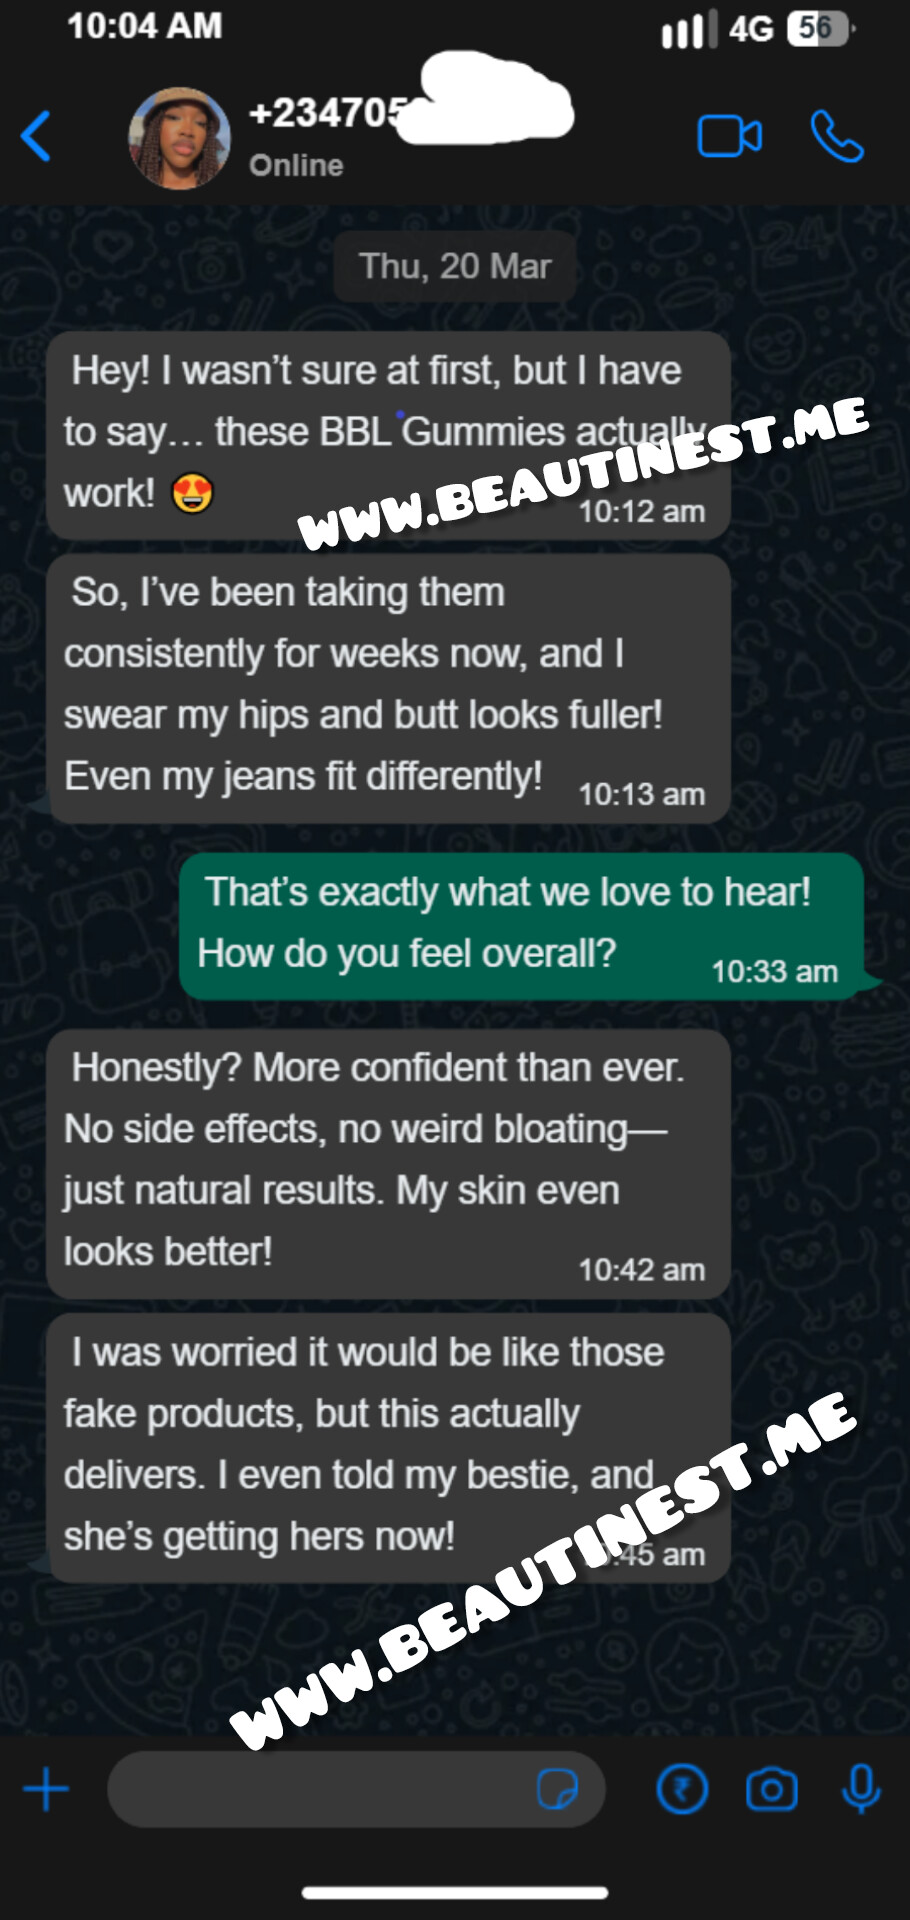 10:04 AM
4G 56
+234705
Online
Thu, 20 Mar
Hey! I wasn’t sure at first, but I have
to say… these BBL Gummies actually
work! 😍
10:12 am
WWW.BEAUTINEST.ME
So, I’ve been taking them
consistently for weeks now, and I
swear my hips and butt looks fuller!
Even my jeans fit differently!
10:13 am
That’s exactly what we love to hear!
How do you feel overall?
10:33 am
Honestly? More confident than ever.
No side effects, no weird bloating—
just natural results. My skin even
looks better!
10:42 am
I was worried it would be like those
fake products, but this actually
delivers. I even told my bestie, and
she’s getting hers now!
:45 am
WWW.BEAUTINEST.ME